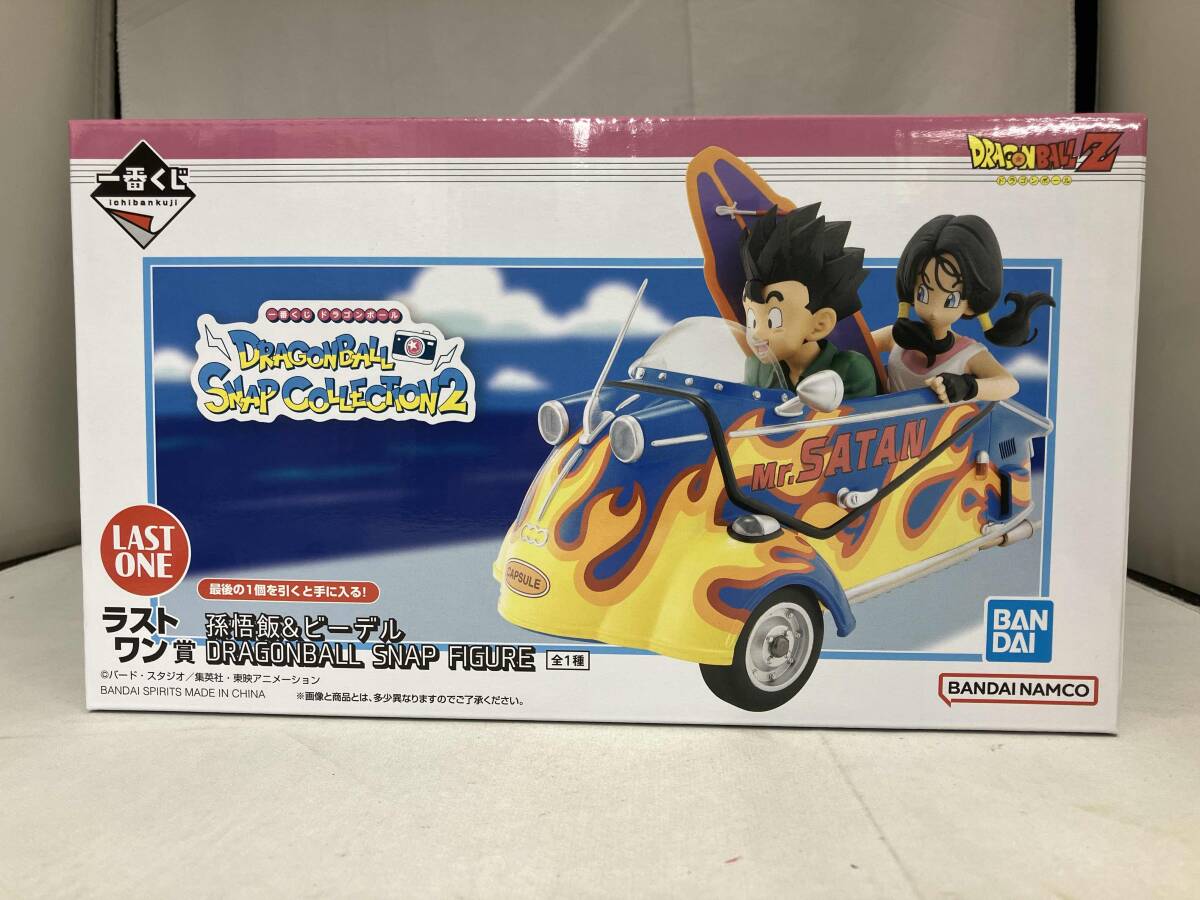 一番くじ
ichibankuji
DRAGONBALL Z
ドラゴンボール
一番くじ ドラゴンボール
DRAGONBALL
SNAP COLLECTION2
Mr.SATAN
CAPSULE
LAST
ONE
最後の1個を引くと手に入る!
ラスト
ワン賞
孫悟飯&ビーデル
DRAGONBALL SNAP FIGURE 全1種
©バード・スタジオ/集英社・東映アニメーション
BANDAI SPIRITS MADE IN CHINA
※画像と商品とは、多少異なりますのでご了承ください。
BAN
DAI
BANDAI NAMCO